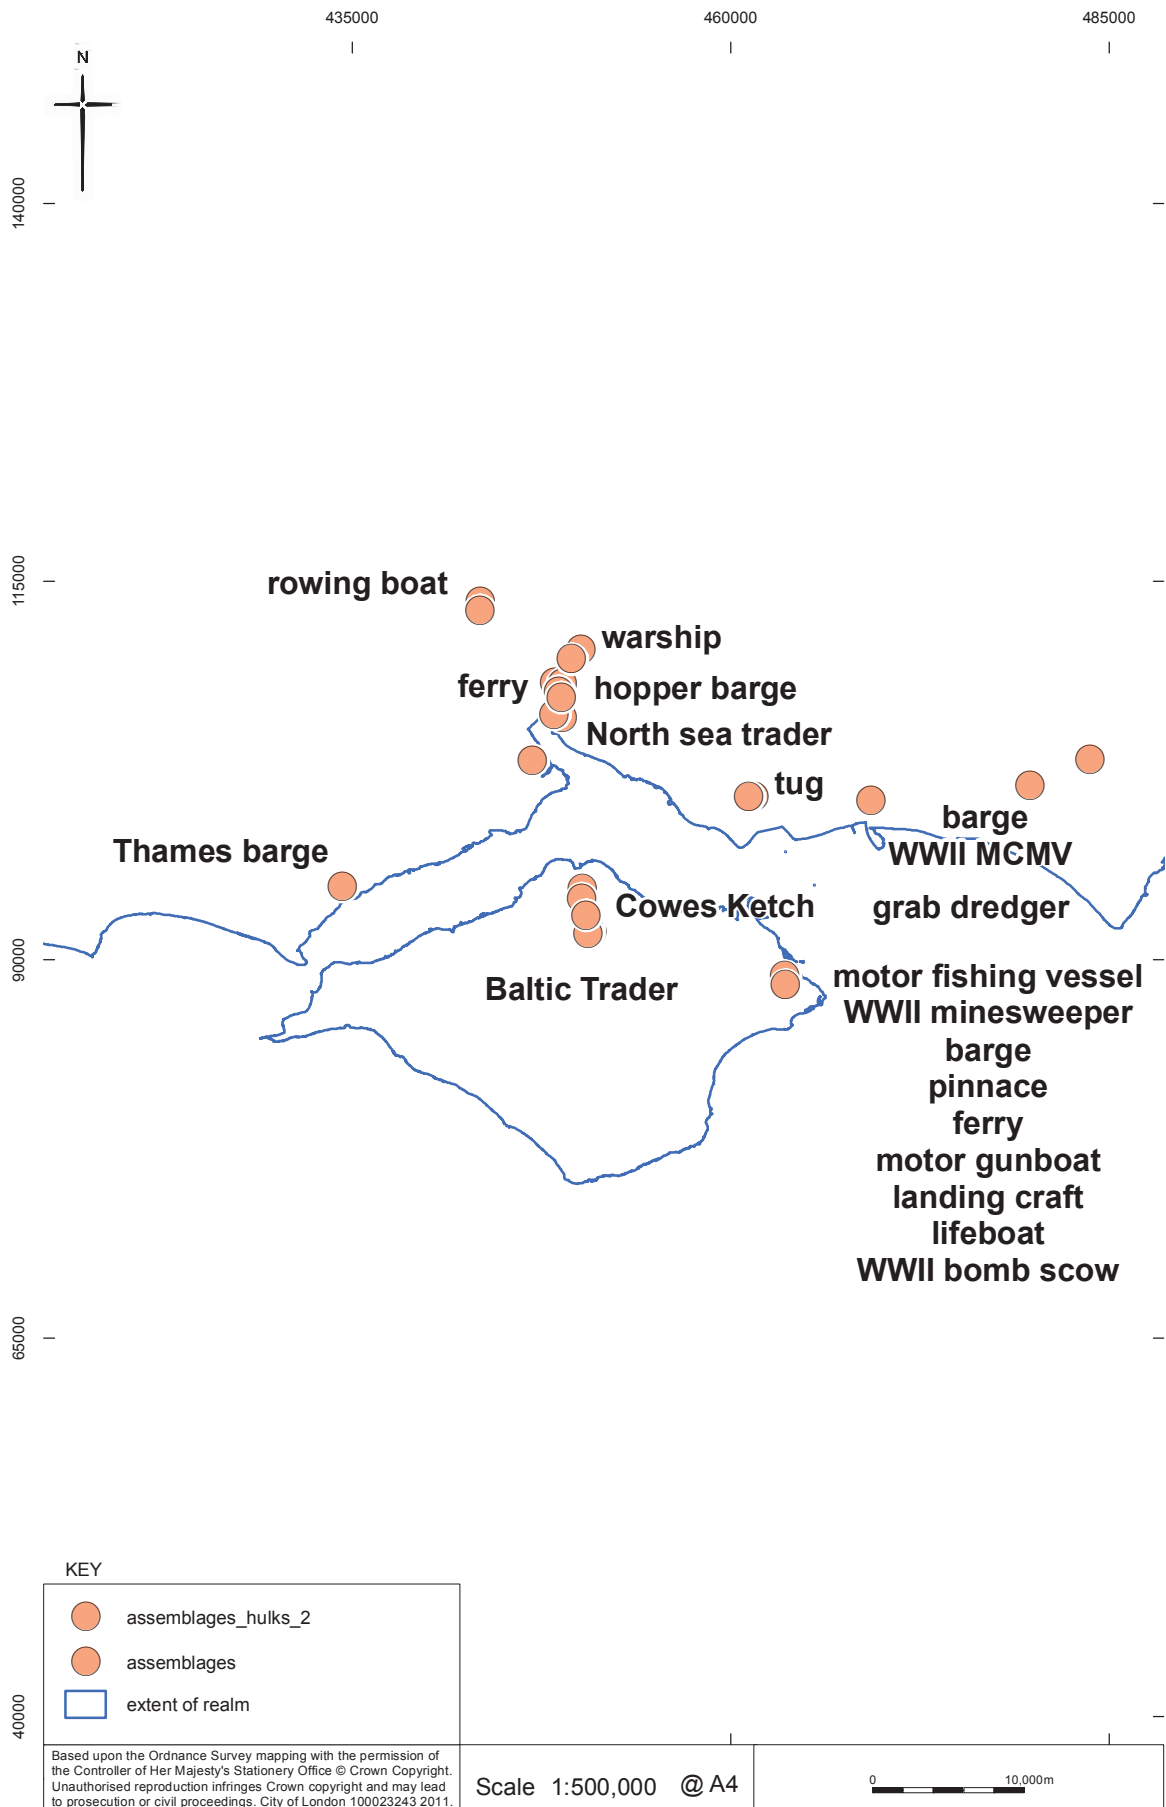 435000
460000
485000
N
140000
115000
rowing boat
warship
ferry
hopper barge
North sea trader
tug
barge
Thames barge
WWII MCMV
Cowes Ketch
grab dredger
90000
Baltic Trader
motor fishing vessel
WWII minesweeper
barge
pinnace
ferry
motor gunboat
landing craft
lifeboat
WWII bomb scow
65000
40000
KEY
assemblages_hulks_2
assemblages
extent of realm
Based upon the Ordnance Survey mapping with the permission of
the Controller of Her Majesty's Stationery Office © Crown Copyright.
Unauthorised reproduction infringes Crown copyright and may lead
to prosecution or civil proceedings. City of London 100023243 2011.
Scale 1:500,000 @ A4
0 10,000m